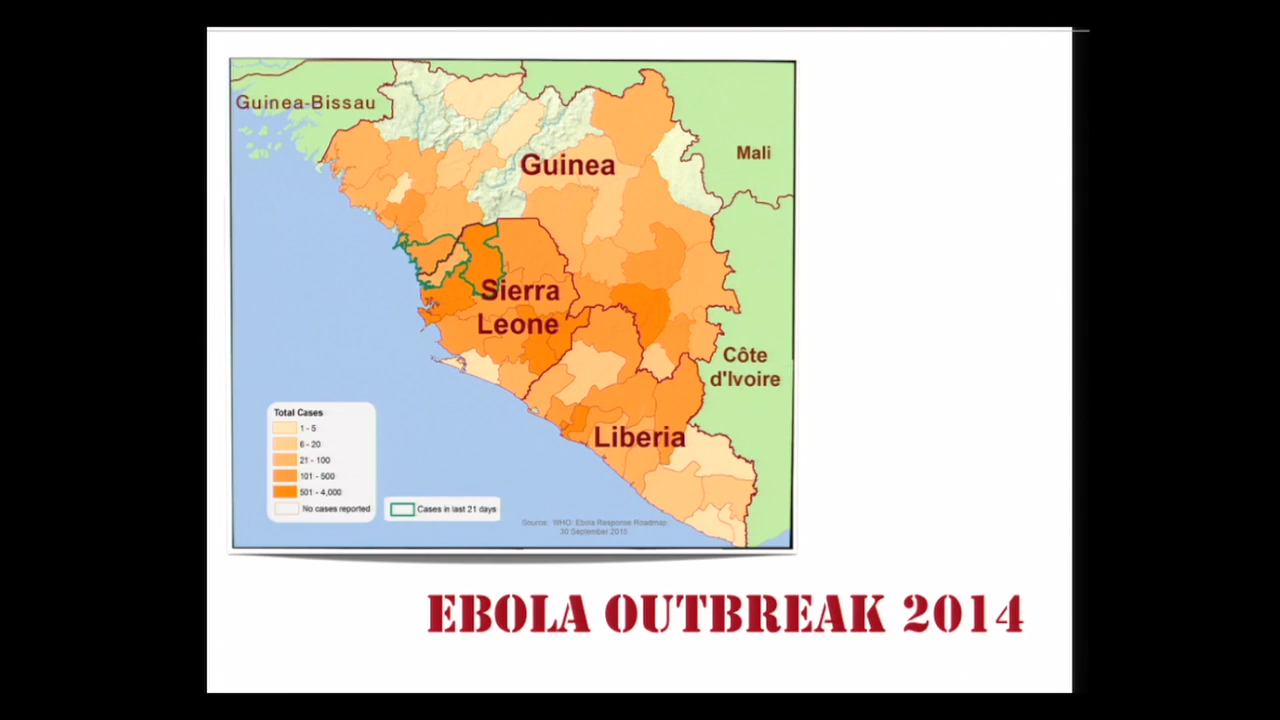 Guinea-Bissau
Guinea
Mali
Sierra
Leone
Côte
d'Ivoire
Liberia
Total Cases
1 - 5
6 - 20
21 - 100
101 - 500
501 - 4,000
No cases reported
Cases in last 21 days
Source: WHO: Ebola Response Roadmap
30 September 2015
EBOLA OUTBREAK 2014